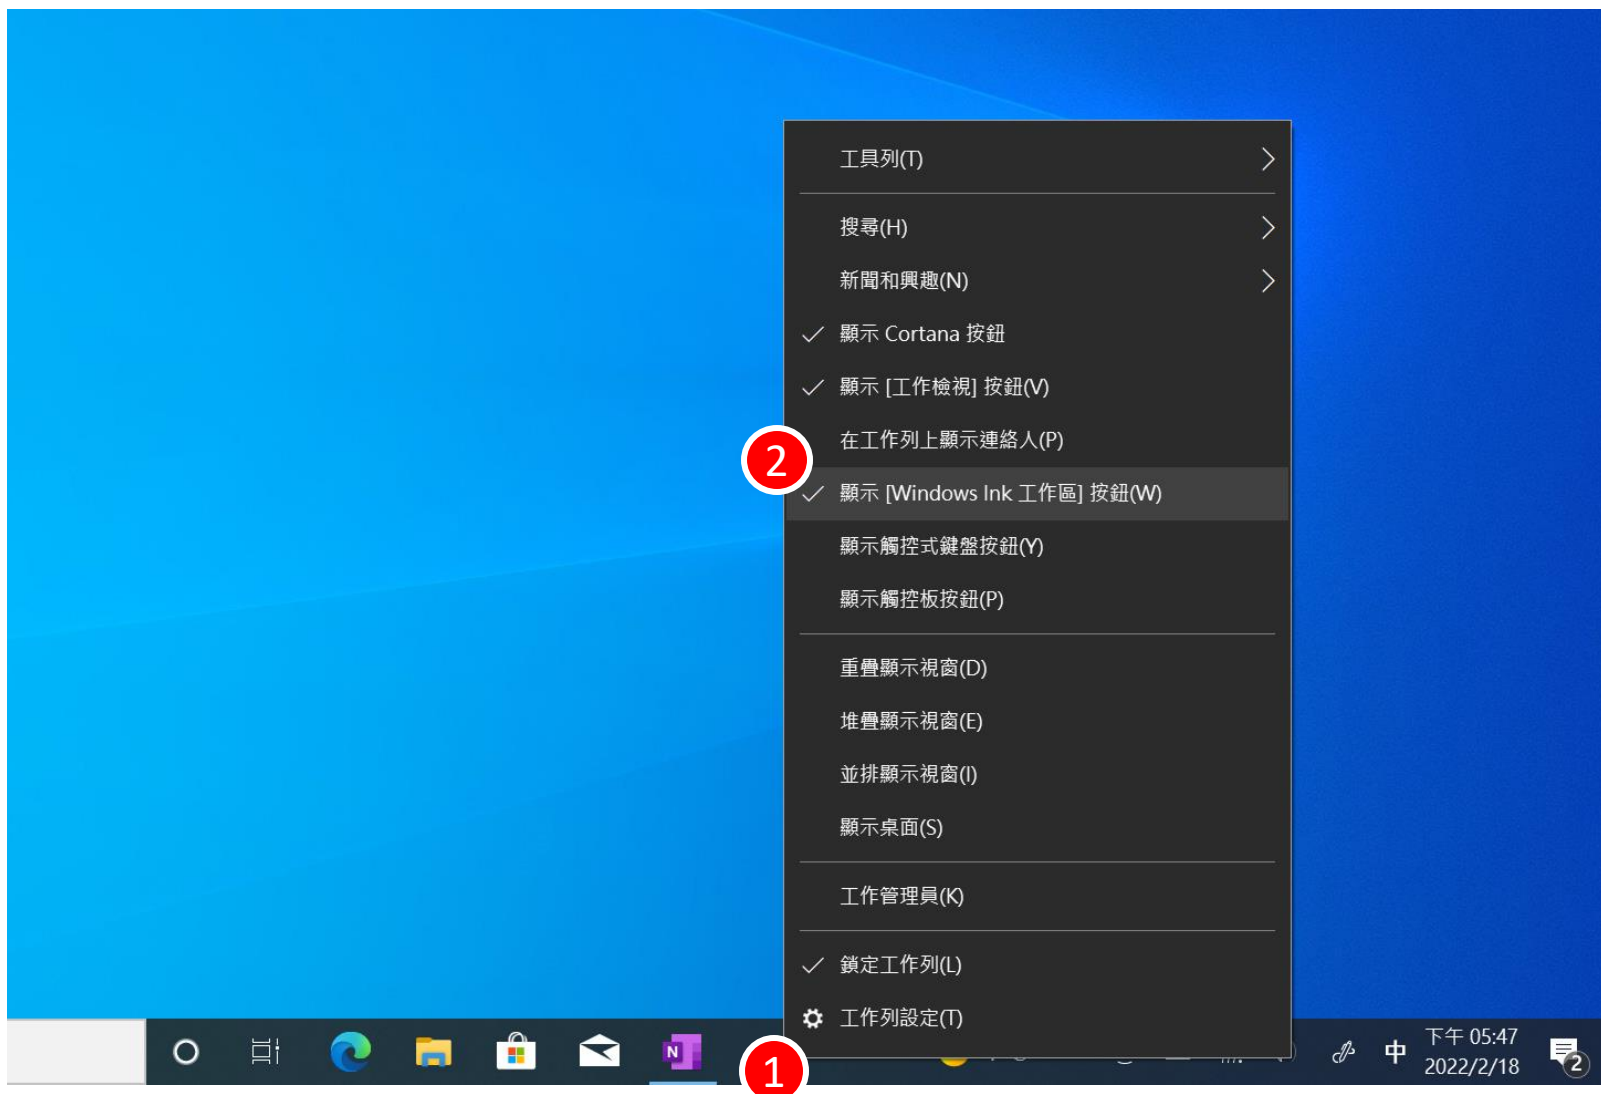 工具列(T)
搜尋(H)
新聞和興趣(N)
顯示 Cortana 按鈕
顯示 [工作檢視] 按鈕(V)
在工作列上顯示連絡人(P)
2
顯示 [Windows Ink 工作區] 按鈕(W)
顯示觸控式鍵盤按鈕(Y)
顯示觸控板按鈕(P)
重疊顯示視窗(D)
堆疊顯示視窗(E)
並排顯示視窗(I)
顯示桌面(S)
工作管理員(K)
鎖定工作列(L)
工作列設定(T)
N
1
中
下午 05:47
2022/2/18
2